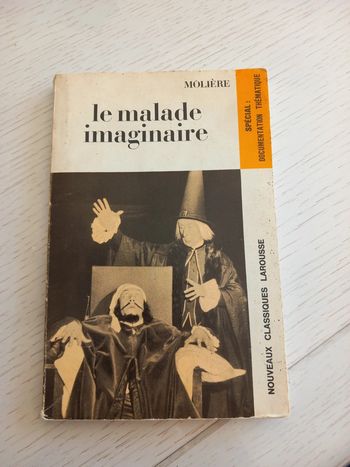 MOLIÈRE
le malade
imaginaire
SPÉCIAL :
DOCUMENTATION THÉMATIQUE
NOUVEAUX CLASSIQUES LAROUSSE